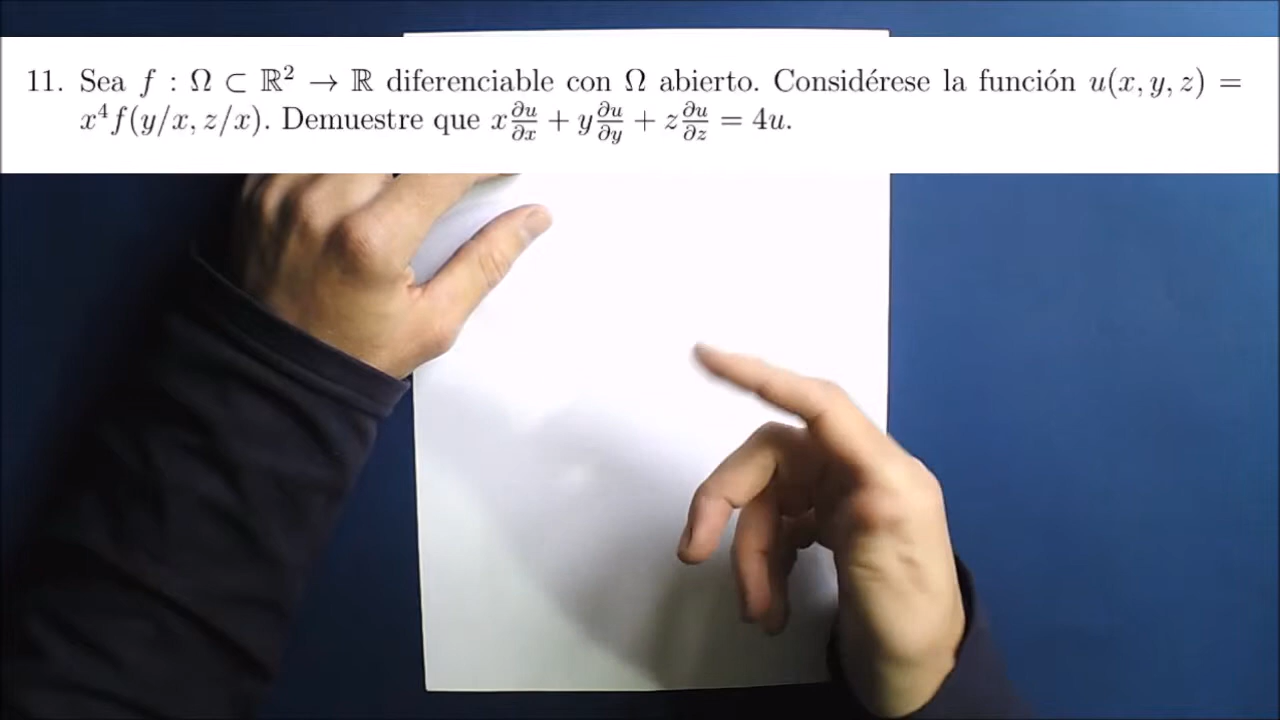 11. Sea f : Ω ⊂ ℝ² → ℝ diferenciable con Ω abierto. Considérese la función u(x, y, z) =
x⁴f(y/x, z/x). Demuestre que x ∂u/∂x + y ∂u/∂y + z ∂u/∂z = 4u.